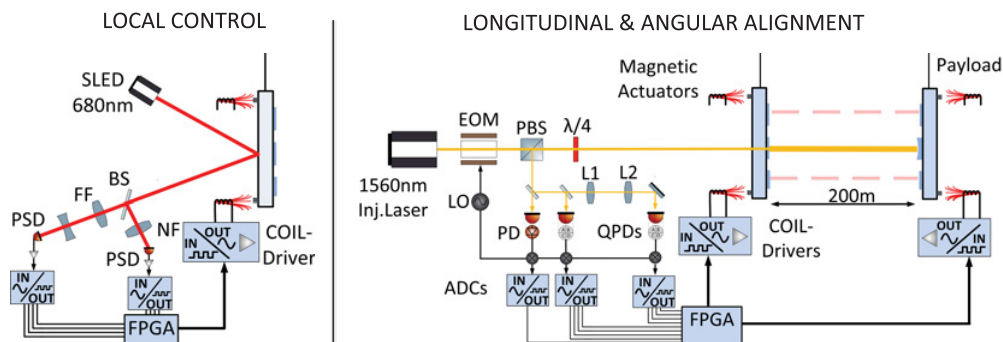 LOCAL CONTROL
SLED
680nm
BS
FF
PSD
NF
PSD
IN
OUT
IN
OUT
OUT
IN
COIL-
Driver
FPGA
LONGITUDINAL & ANGULAR ALIGNMENT
Magnetic
Actuators
Payload
EOM
PBS
λ/4
1560nm
Inj.Laser
LO
L1
L2
PD
QPDs
200m
ADCs
IN
OUT
IN
OUT
IN
OUT
OUT
IN
COIL-
Drivers
OUT
IN
FPGA